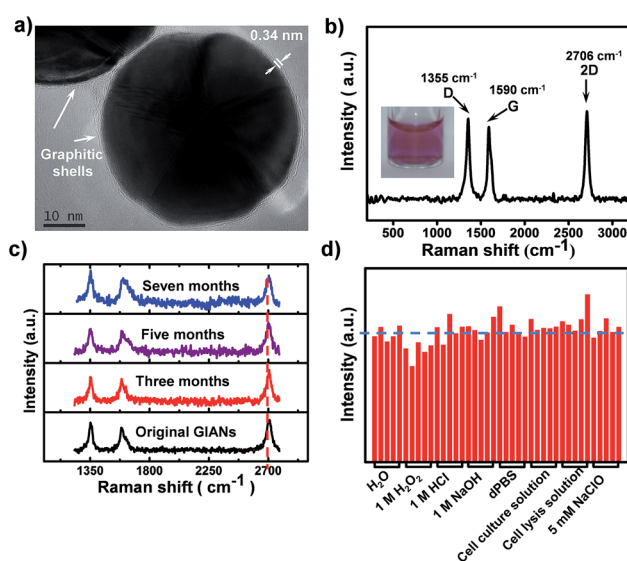 a)
0.34 nm
Graphitic
shells
10 nm
b)
Intensity (a.u.)
1355 cm⁻¹
D
1590 cm⁻¹
G
2706 cm⁻¹
2D
500 1000 1500 2000 2500 3000
Raman shift (cm⁻¹)
c)
Intensity (a.u.)
Seven months
Five months
Three months
Original GIANs
1350 1800 2250 2700
Raman shift ( cm⁻¹)
d)
Intensity (a.u.)
H₂O
1 M H₂O₂
1 M HCl
1 M NaOH
dPBS
Cell culture solution
Cell lysis solution
5 mM NaClO